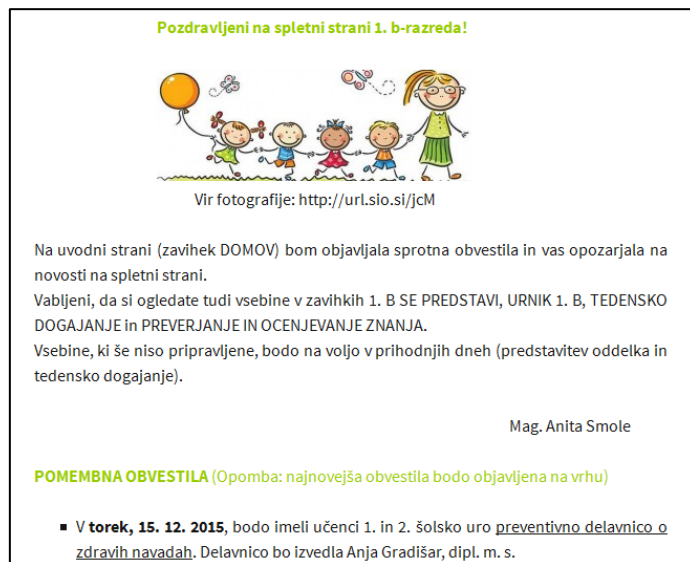 Pozdravljeni na spletni strani 1. b-razreda!
Vir fotografije: http://url.sio.si/jcM
Na uvodni strani (zavihek DOMOV) bom objavljala sprotna obvestila in vas opozarjala na
novosti na spletni strani.
Vabljeni, da si ogledate tudi vsebine v zavihkih 1. B SE PREDSTAVI, URNIK 1. B, TEDENSKO
DOGAJANJE in PREVERJANJE IN OCENJEVANJE ZNANJA.
Vsebine, ki še niso pripravljene, bodo na voljo v prihodnjih dneh (predstavitev oddelka in
tedensko dogajanje).
Mag. Anita Smole
POMEMBNA OBVESTILA (Opomba: najnovejša obvestila bodo objavljena na vrhu)
▪ V torek, 15. 12. 2015, bodo imeli učenci 1. in 2. šolsko uro preventivno delavnico o
zdravih navadah. Delavnico bo izvedla Anja Gradišar, dipl. m. s.